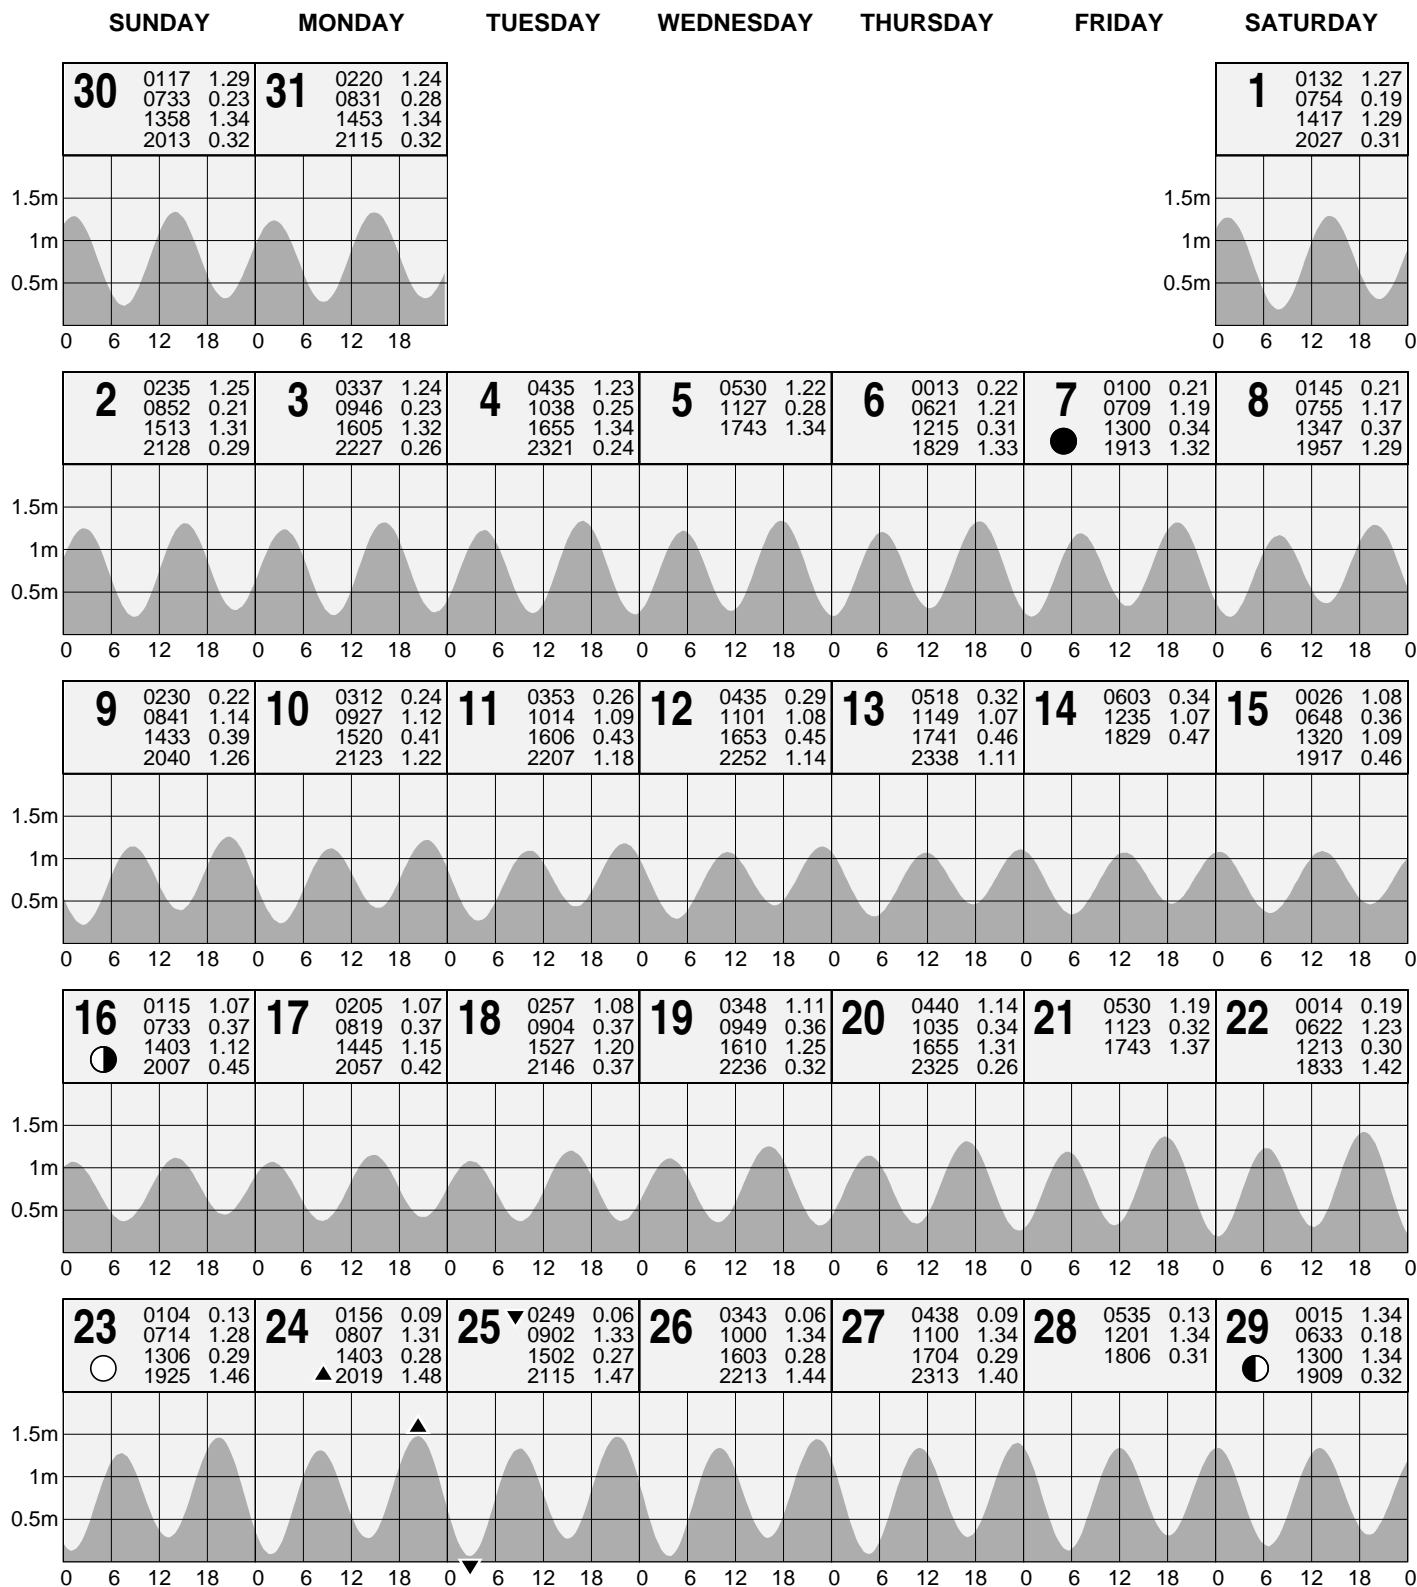 SUNDAY MONDAY TUESDAY WEDNESDAY THURSDAY FRIDAY SATURDAY
30 0117 1.29 31 0220 1.24 1 0132 1.27
0733 0.23 0831 0.28 0754 0.19
1358 1.34 1453 1.34 1417 1.29
2013 0.32 2115 0.32 2027 0.31
1.5m 1.5m
1m 1m
0.5m 0.5m
0 6 12 18 0 6 12 18 0 6 12 18 0
2 0235 1.25 3 0337 1.24 4 0435 1.23 5 0530 1.22 6 0013 0.22 7 0100 0.21 8 0145 0.21
0852 0.21 0946 0.23 1038 0.25 1127 0.28 0621 1.21 0709 1.19 0755 1.17
1513 1.31 1605 1.32 1655 1.34 1743 1.34 1215 0.31 1300 0.34 1347 0.37
2128 0.29 2227 0.26 2321 0.24 1829 1.33 1913 1.32 1957 1.29
1.5m
1m
0.5m
0 6 12 18 0 6 12 18 0 6 12 18 0 6 12 18 0 6 12 18 0 6 12 18 0 6 12 18 0
9 0230 0.22 10 0312 0.24 11 0353 0.26 12 0435 0.29 13 0518 0.32 14 0603 0.34 15 0026 1.08
0841 1.14 0927 1.12 1014 1.09 1101 1.08 1149 1.07 1235 1.07 0648 0.36
1433 0.39 1520 0.41 1606 0.43 1653 0.45 1741 0.46 1829 0.47 1320 1.09
2040 1.26 2123 1.22 2207 1.18 2252 1.14 2338 1.11 1917 0.46
1.5m
1m
0.5m
0 6 12 18 0 6 12 18 0 6 12 18 0 6 12 18 0 6 12 18 0 6 12 18 0 6 12 18 0
16 0115 1.07 17 0205 1.07 18 0257 1.08 19 0348 1.11 20 0440 1.14 21 0530 1.19 22 0014 0.19
0733 0.37 0819 0.37 0904 0.37 0949 0.36 1035 0.34 1123 0.32 0622 1.23
1403 1.12 1445 1.15 1527 1.20 1610 1.25 1655 1.31 1743 1.37 1213 0.30
2007 0.45 2057 0.42 2146 0.37 2236 0.32 2325 0.26 1833 1.42
1.5m
1m
0.5m
0 6 12 18 0 6 12 18 0 6 12 18 0 6 12 18 0 6 12 18 0 6 12 18 0 6 12 18 0
23 0104 0.13 24 0156 0.09 25 0249 0.06 26 0343 0.06 27 0438 0.09 28 0535 0.13 29 0015 1.34
0714 1.28 0807 1.31 0902 1.33 1000 1.34 1100 1.34 1201 1.34 0633 0.18
1306 0.29 1403 0.28 1502 0.27 1603 0.28 1704 0.29 1806 0.31 1300 1.34
1925 1.46 2019 1.48 2115 1.47 2213 1.44 2313 1.40 1909 0.32
1.5m
1m
0.5m
0 6 12 18 0 6 12 18 0 6 12 18 0 6 12 18 0 6 12 18 0 6 12 18 0 6 12 18 0